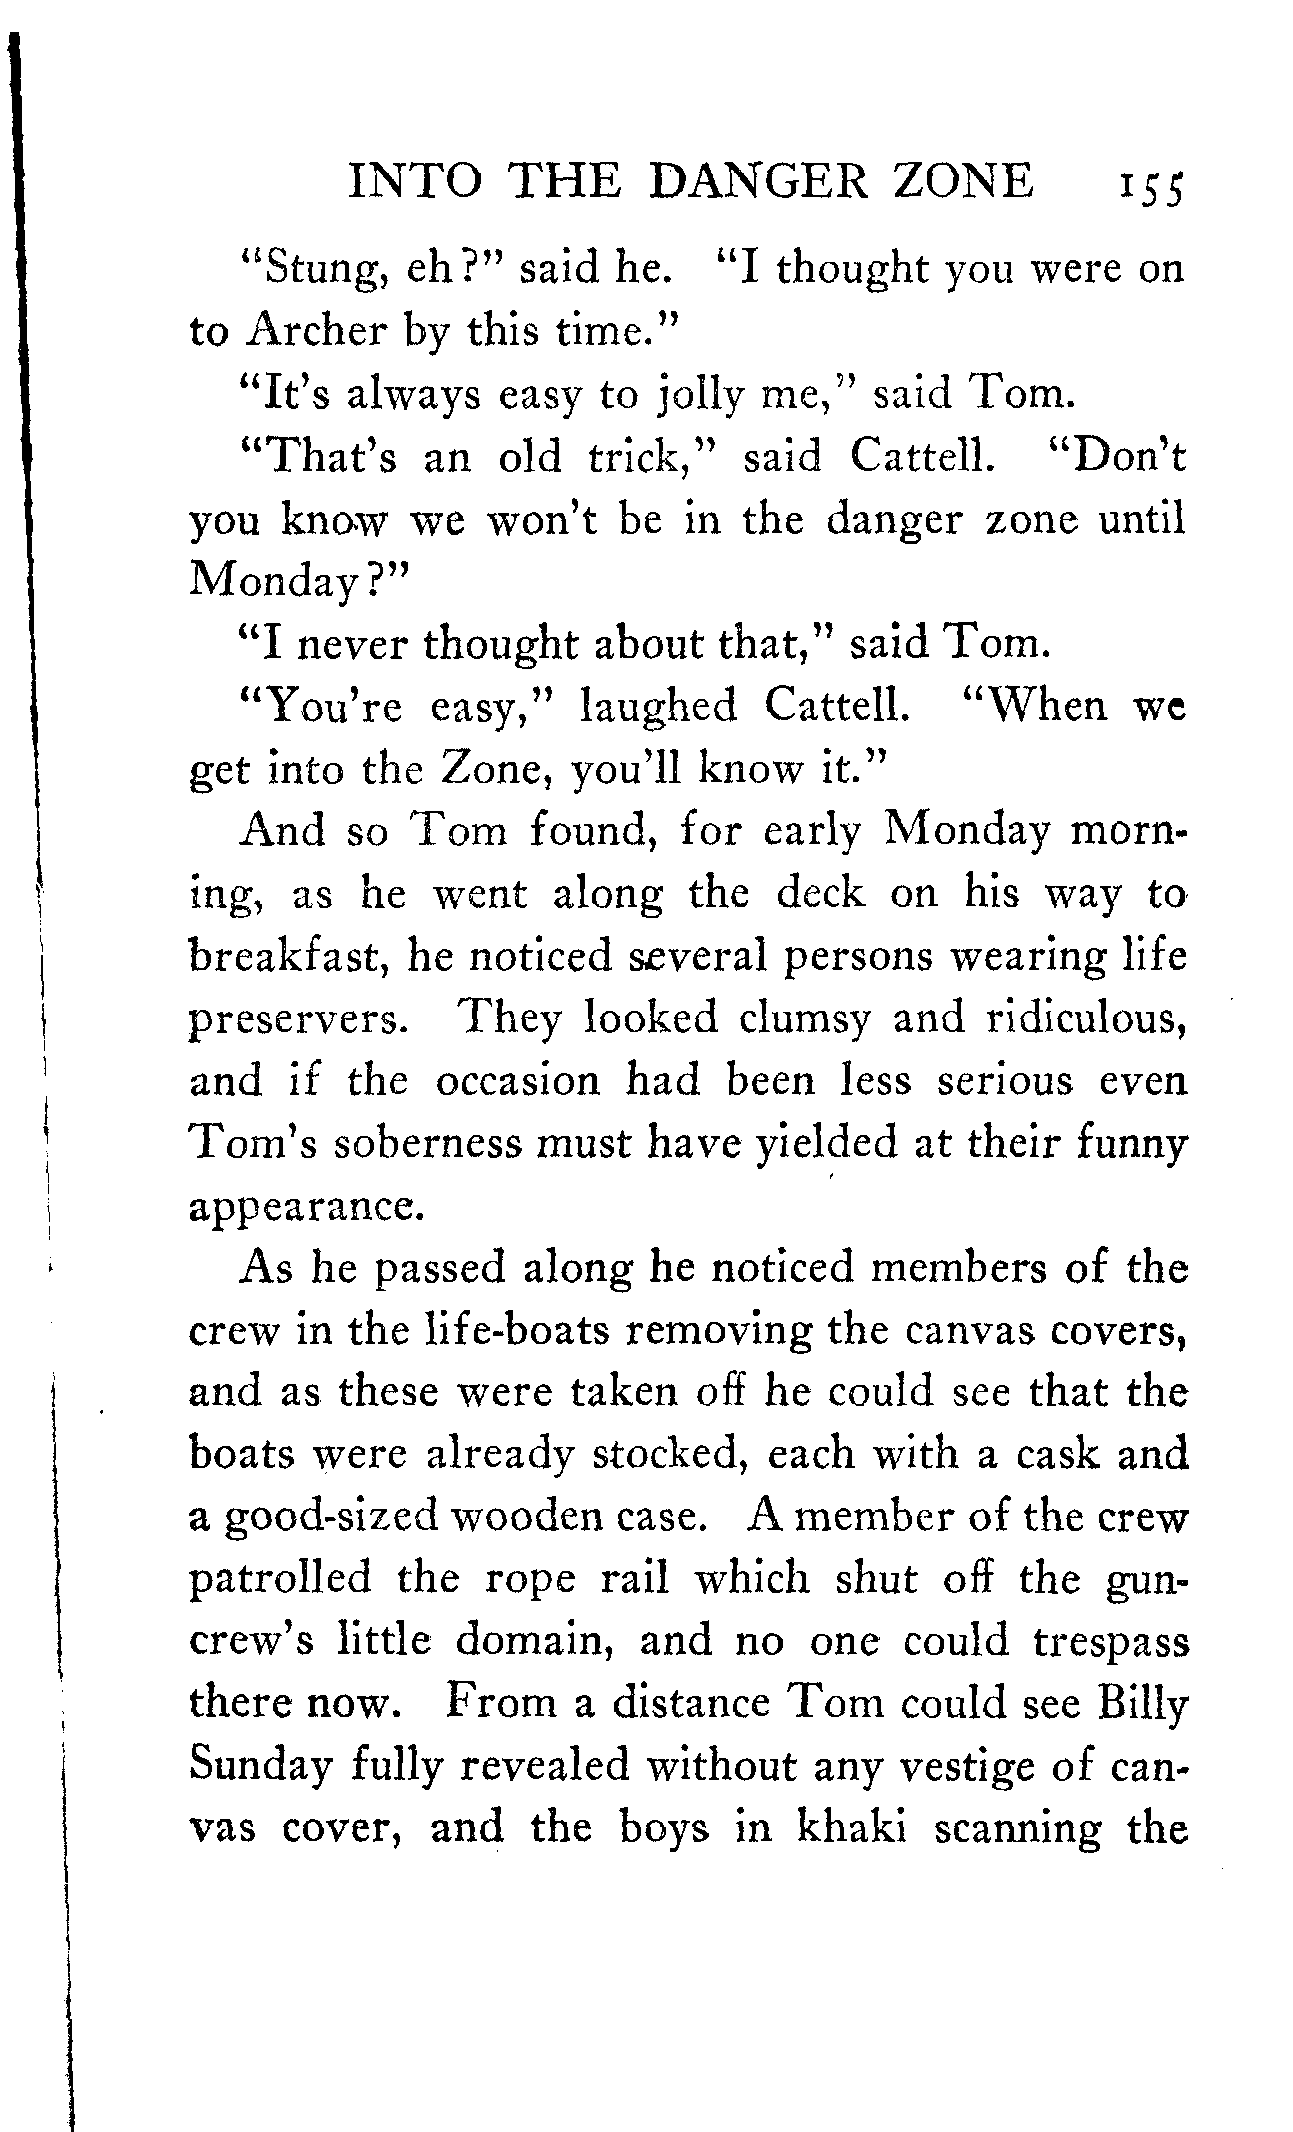 INTO THE DANGER ZONE 155
"Stung, eh?" said he. "I thought you were on
to Archer by this time."
"It's always easy to jolly me," said Tom.
"That's an old trick," said Cattell. "Don't
you know we won't be in the danger zone until
Monday?"
"I never thought about that," said Tom.
"You're easy," laughed Cattell. "When we
get into the Zone, you'll know it."
And so Tom found, for early Monday morn-
ing, as he went along the deck on his way to
breakfast, he noticed several persons wearing life
preservers. They looked clumsy and ridiculous,
and if the occasion had been less serious even
Tom's soberness must have yielded at their funny
appearance.
As he passed along he noticed members of the
crew in the life-boats removing the canvas covers,
and as these were taken off he could see that the
boats were already stocked, each with a cask and
a good-sized wooden case. A member of the crew
patrolled the rope rail which shut off the gun-
crew's little domain, and no one could trespass
there now. From a distance Tom could see Billy
Sunday fully revealed without any vestige of can-
vas cover, and the boys in khaki scanning the